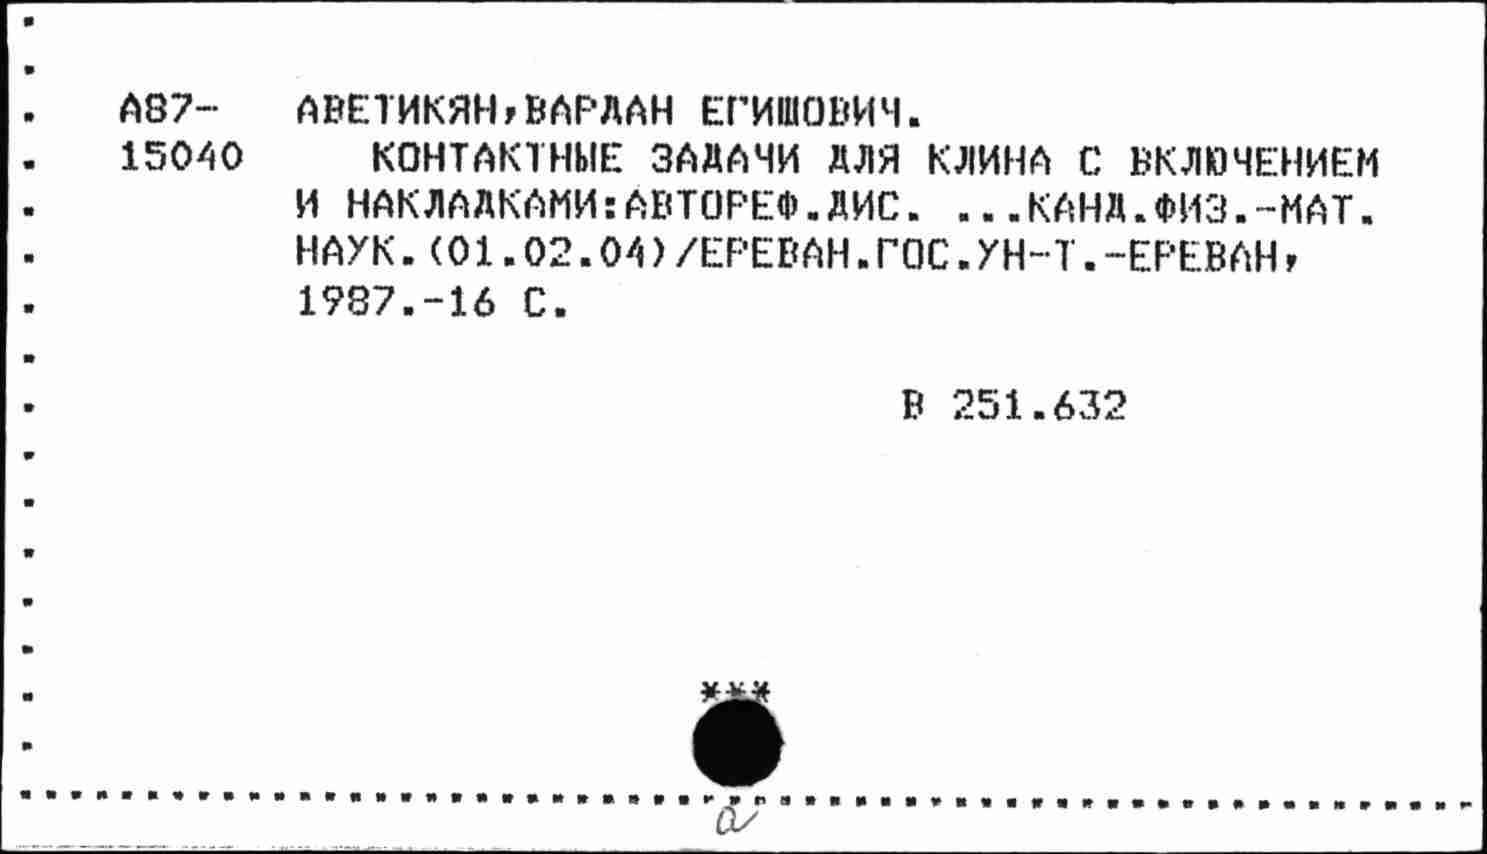 А87- АВЕТИКЯН,ВАРДАН ЕГИШОВИЧ.
15040 КОНТАКТНЫЕ ЗАДАЧИ ДЛЯ КЛИНА С ВКЛЮЧЕНИЕМ
И НАКЛАДКАМИ:АВТОРЕФ.ДИС. ...КАНД.ФИЗ.-МАТ.
НАУК.(01.02.04)/ЕРЕВАН.ГОС.УН-Т.-ЕРЕВАН,
1987.-16 С.
В 251.632
***
а